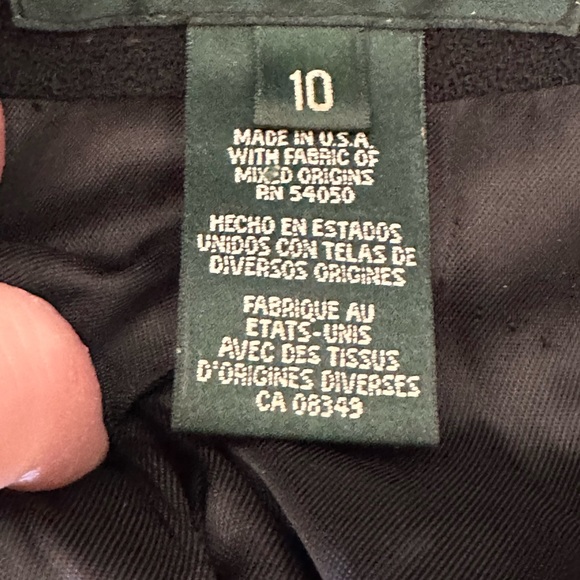 10
MADE IN U.S.A.
WITH FABRIC OF
MIXED ORIGINS
RN 54050
HECHO EN ESTADOS
UNIDOS CON TELAS DE
DIVERSOS ORIGINES
FABRIQUE AU
ETATS-UNIS
AVEC DES TISSUS
D'ORIGINES DIVERSES
CA 08349